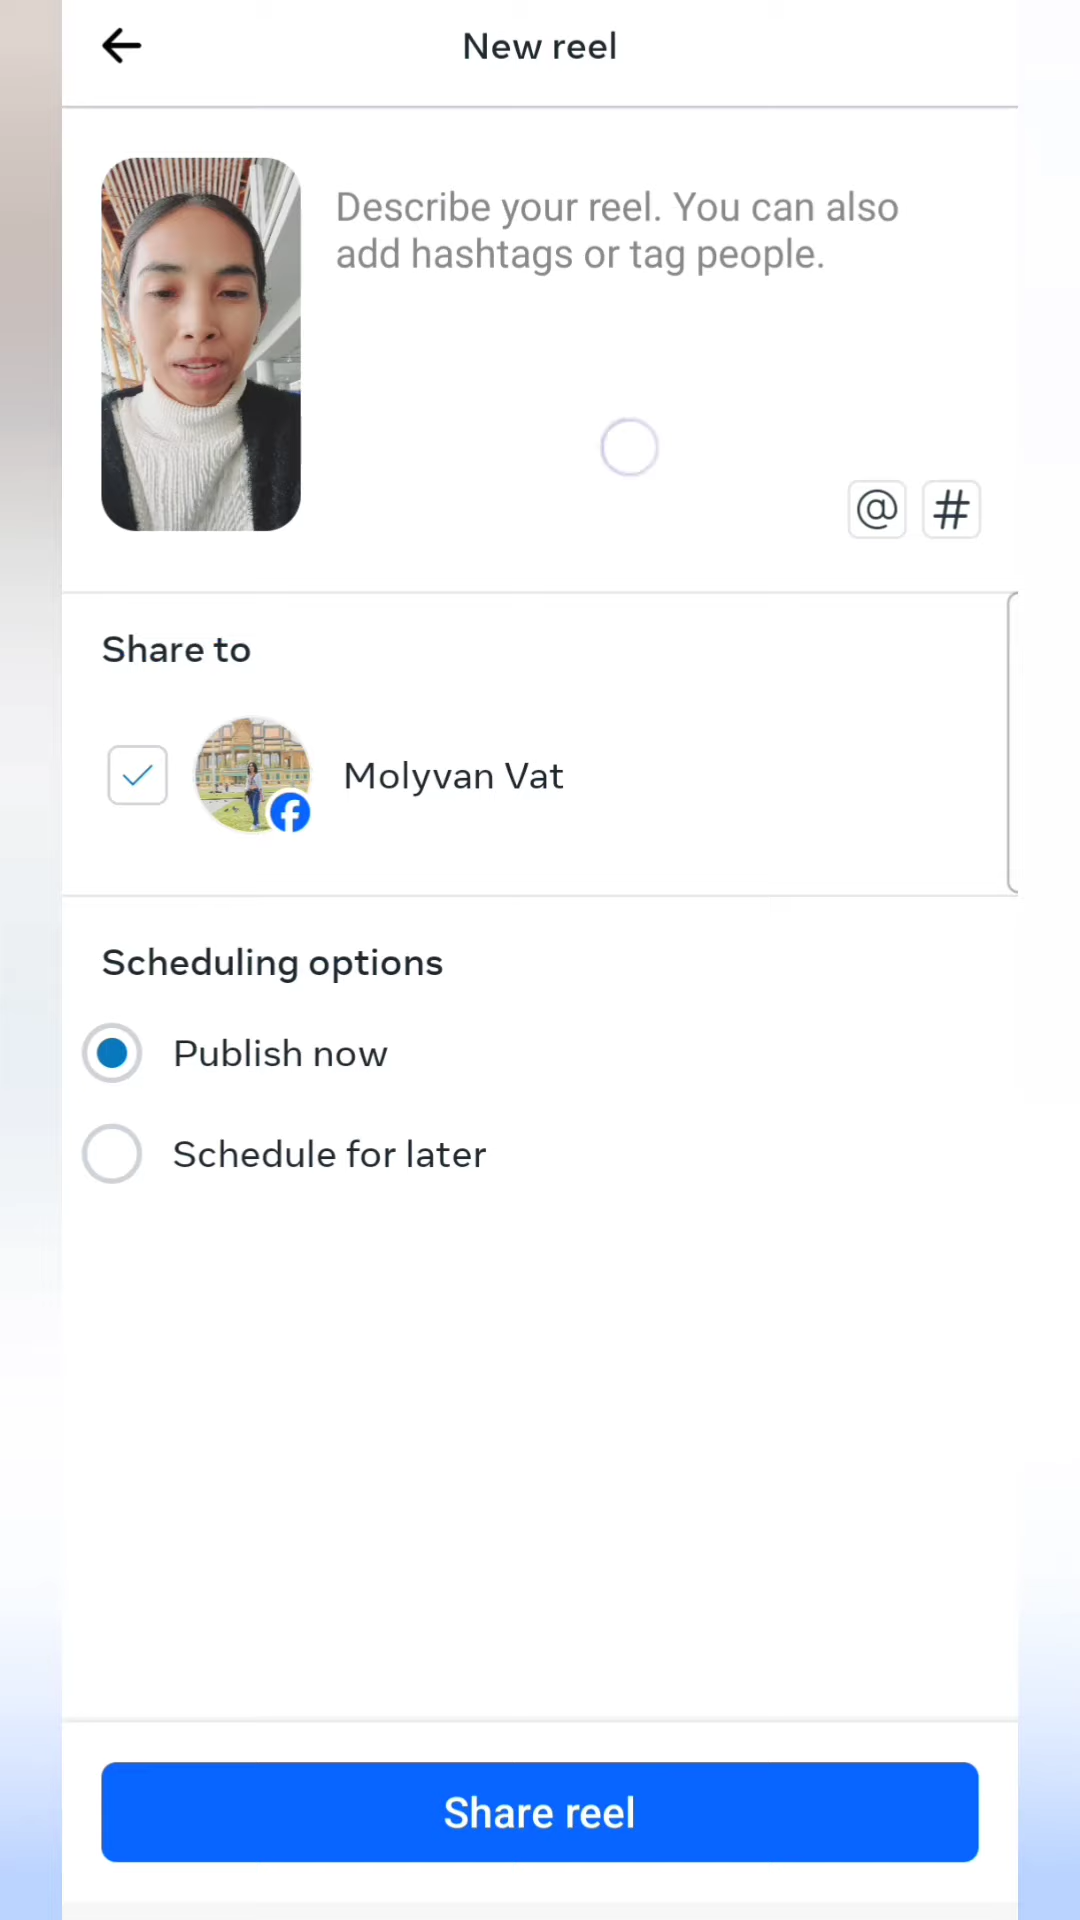 New reel
Describe your reel. You can also
add hashtags or tag people.
@ #
Share to
Molyvan Vat
Scheduling options
Publish now
Schedule for later
Share reel